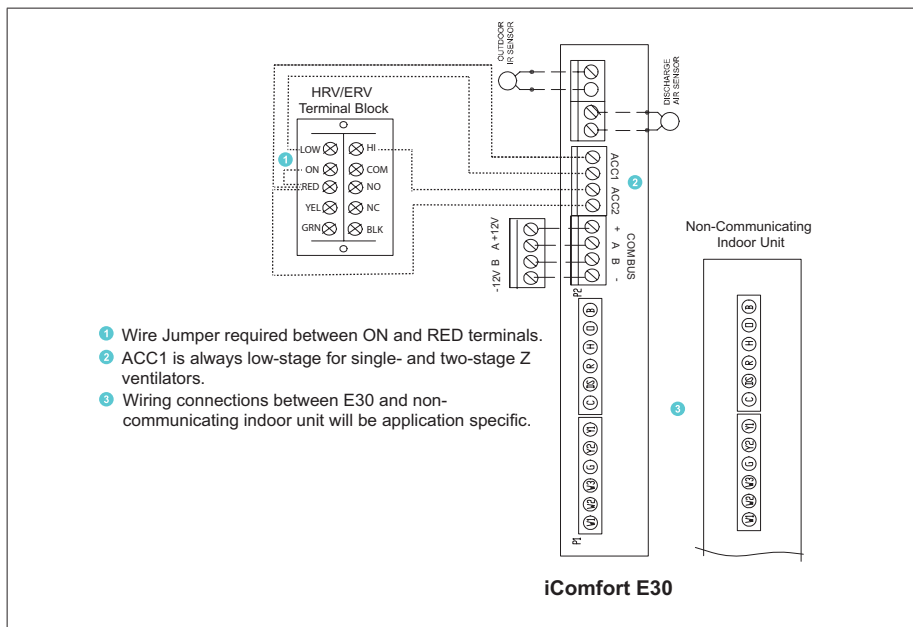 OUTDOOR
IR SENSOR
DISCHARGE
AIR SENSOR
HRV/ERV
Terminal Block
LOW
HI
1
ON
COM
RED
NO
YEL
NC
GRN
BLK
ACC1
ACC2
2
-12V B A +12V
+ A B -
COMBUS
P2
B
D
H
R
DS
C
Y1
Y2
G
W3
W2
W1
P1
Non-Communicating
Indoor Unit
B
D
H
R
DS
C
Y1
Y2
G
W3
W2
W1
3
1 Wire Jumper required between ON and RED terminals.
2 ACC1 is always low-stage for single- and two-stage Z
ventilators.
3 Wiring connections between E30 and non-
communicating indoor unit will be application specific.
iComfort E30